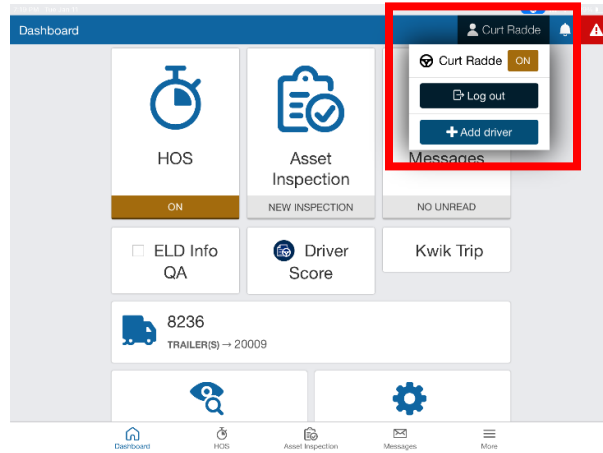 Dashboard
Curt Radde
Curt Radde ON
Log out
Add driver
HOS
Asset
Inspection
Messages
ON
NEW INSPECTION
NO UNREAD
ELD Info
QA
Driver
Score
Kwik Trip
8236
TRAILER(S) → 20009
Dashboard
HOS
Asset Inspection
Messages
More